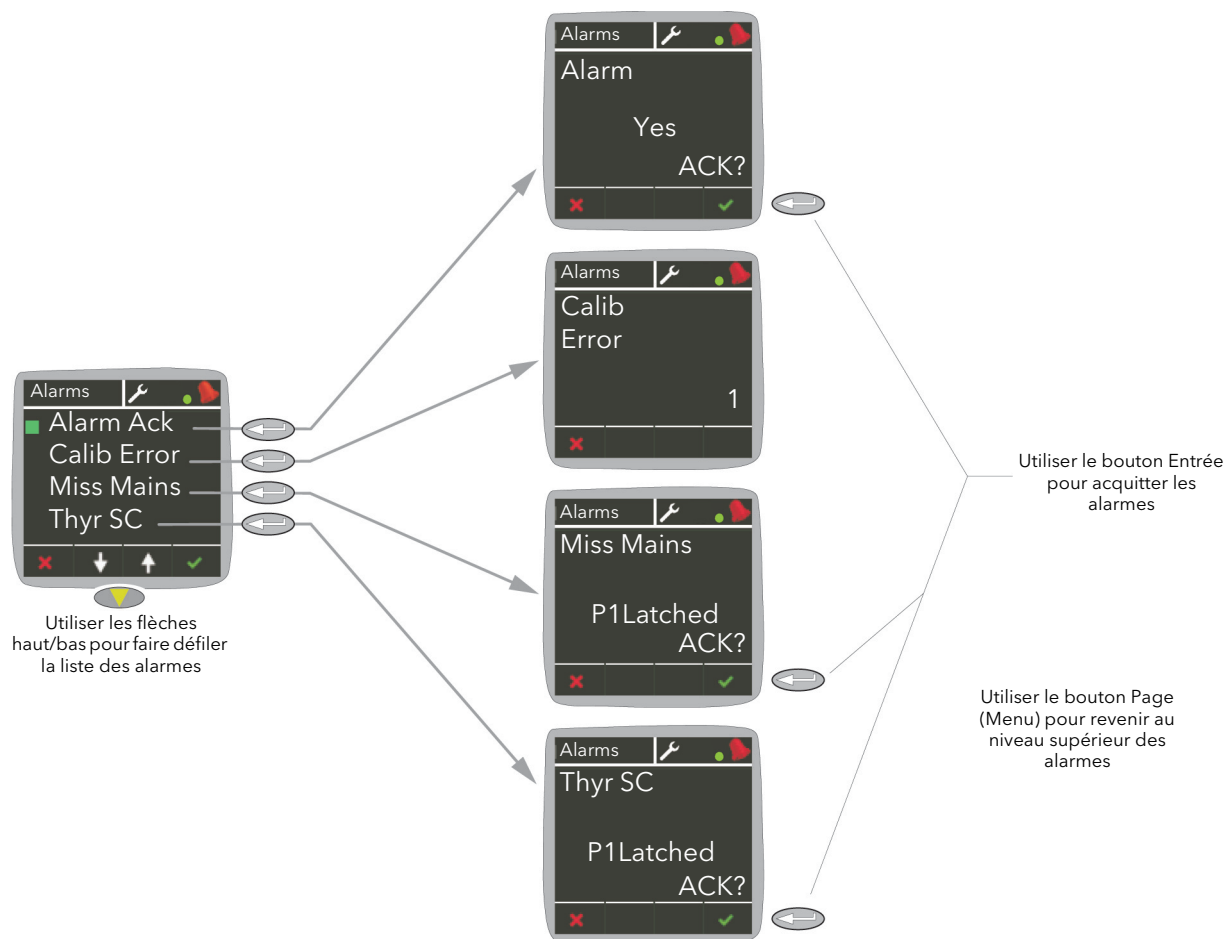 Alarms
Alarm
Yes
ACK?
Alarms
Calib
Error
1
Alarms
Alarm Ack
Calib Error
Miss Mains
Thyr SC
Utiliser les flèches
haut/bas pour faire défiler
la liste des alarmes
Alarms
Miss Mains
P1Latched
ACK?
Alarms
Thyr SC
P1Latched
ACK?
Utiliser le bouton Entrée
pour acquitter les
alarmes
Utiliser le bouton Page
(Menu) pour revenir au
niveau supérieur des
alarmes